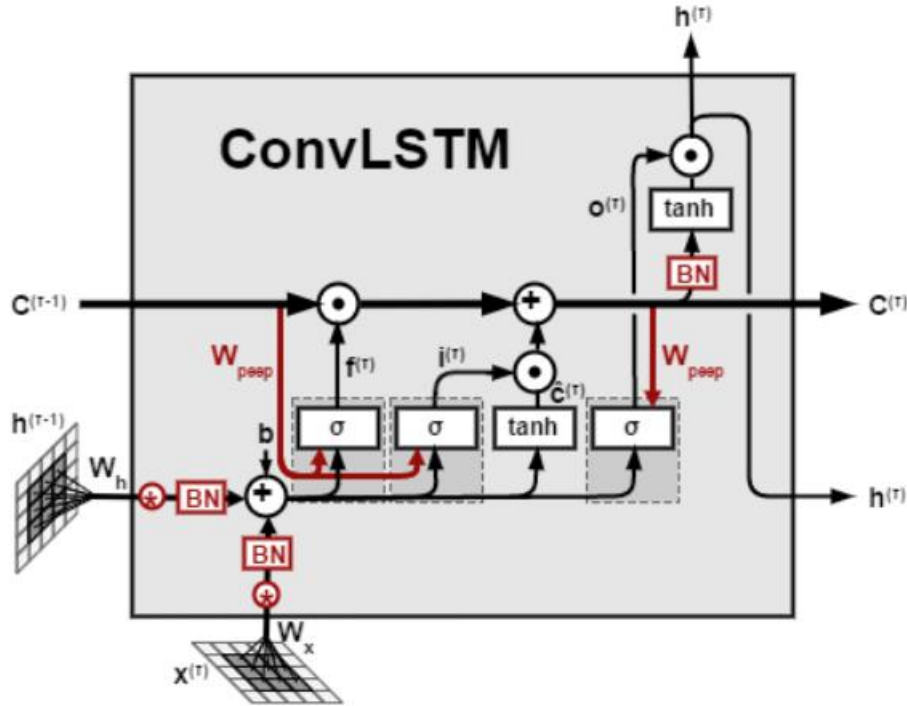 h(τ)
ConvLSTM
o(τ)
tanh
BN
C(τ-1)
C(τ)
W peep
f(τ)
i(τ)
ĉ(τ)
W peep
h(τ-1)
σ
σ
tanh
σ
b
W h
*
BN
+
h(τ)
BN
*
W x
x(τ)